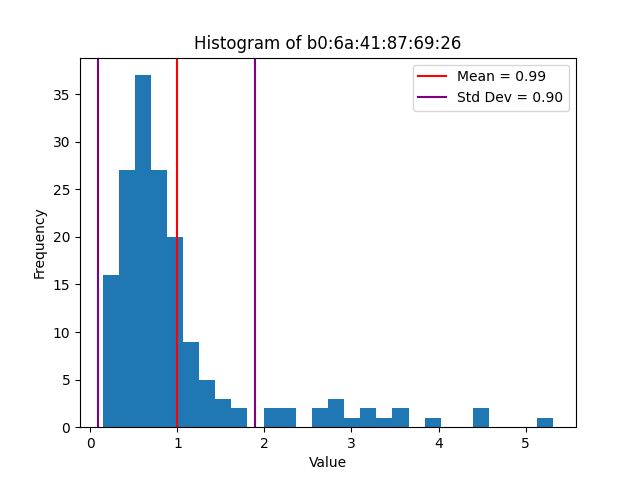 Histogram of b0:6a:41:87:69:26
Mean = 0.99
Std Dev = 0.90
Frequency
35
30
25
20
15
10
5
0
0 1 2 3 4 5
Value